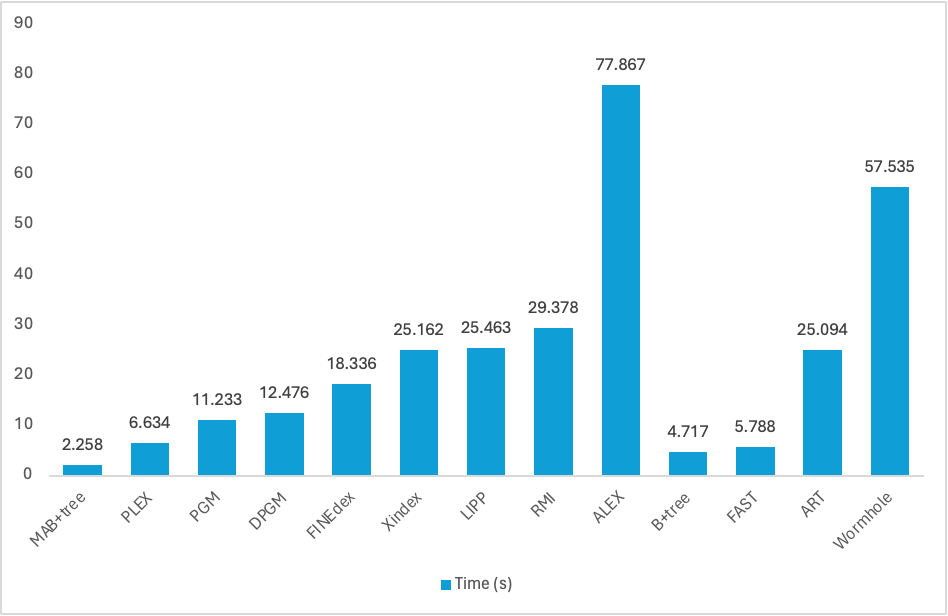 90
80
70
60
50
40
30
20
10
0
2.258
6.634
11.233
12.476
18.336
25.162
25.463
29.378
77.867
4.717
5.788
25.094
57.535
MAB+tree
PLEX
PGM
DPGM
FINEdex
Xindex
LIPP
RMI
ALEX
B+tree
FAST
ART
Wormhole
Time (s)